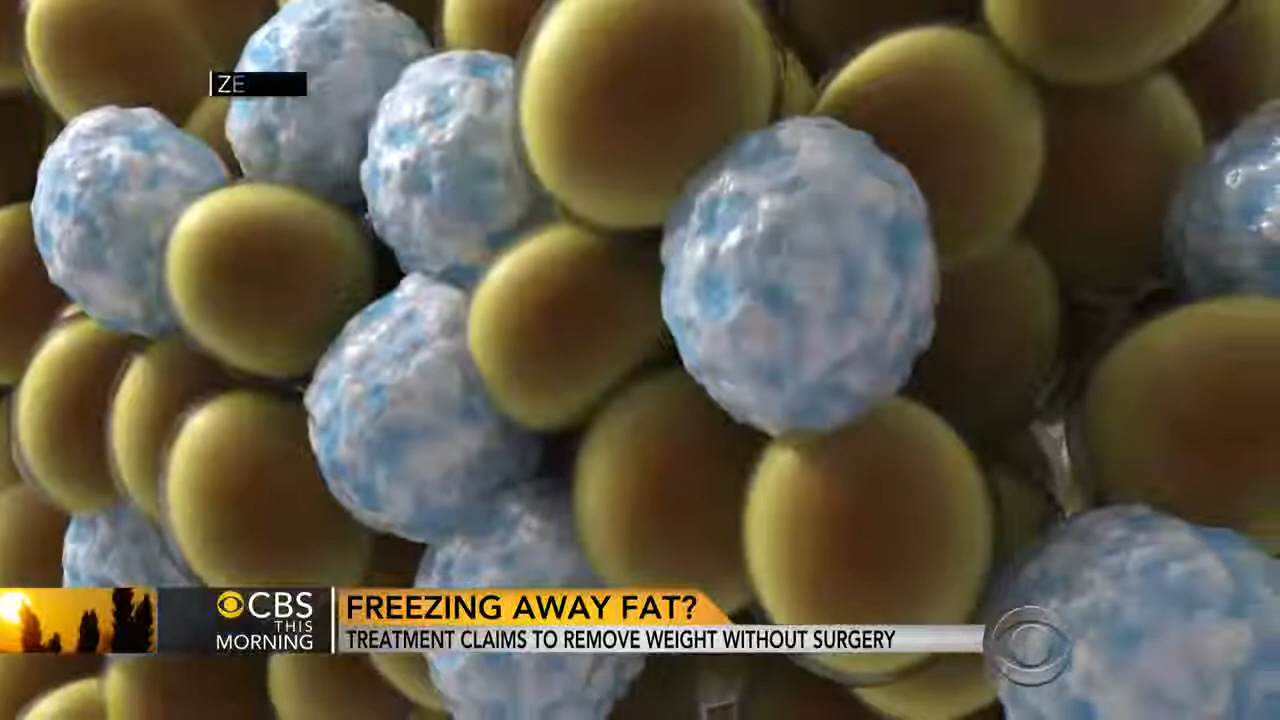 ZE
CBS
THIS
MORNING
FREEZING AWAY FAT?
TREATMENT CLAIMS TO REMOVE WEIGHT WITHOUT SURGERY